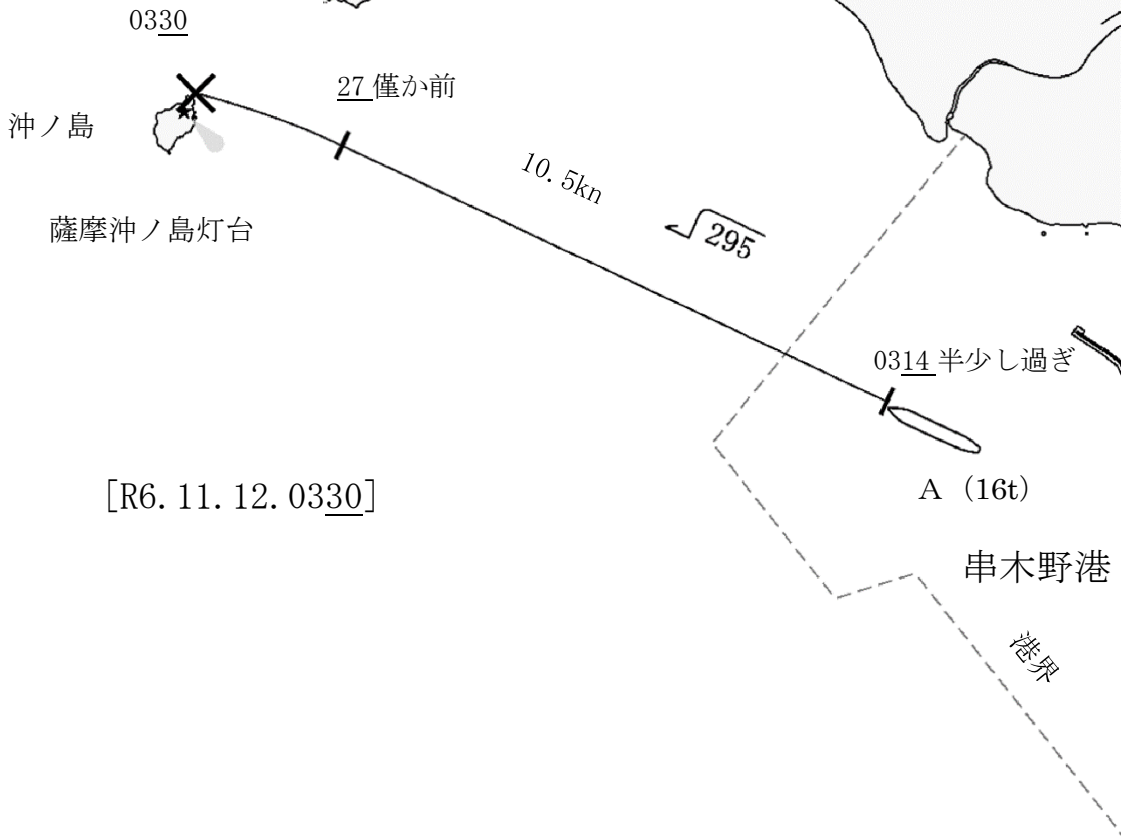 0330
27 僅か前
沖ノ島
10.5kn
295
薩摩沖ノ島灯台
0314 半少し過ぎ
[R6.11.12.0330]
A (16t)
串木野港
港界